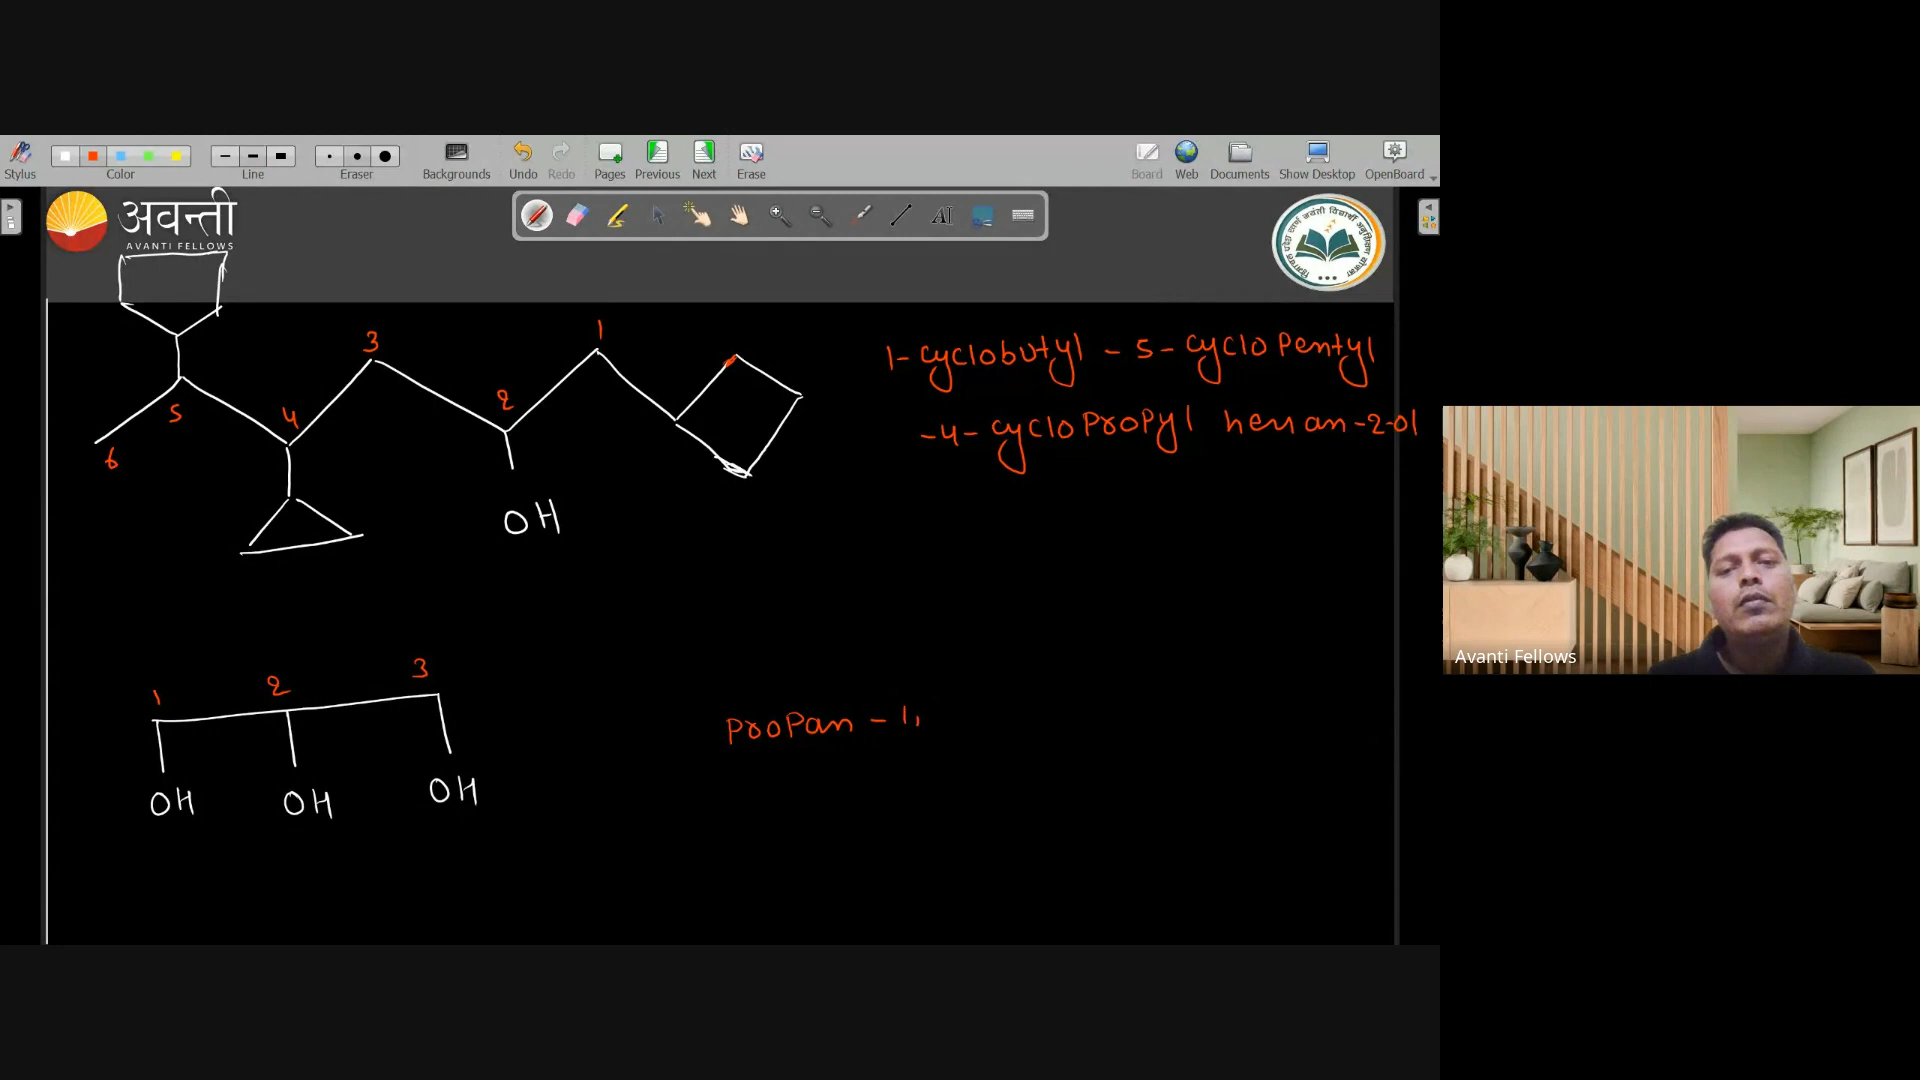 Stylus
Color
Line
Eraser
Backgrounds
Undo
Redo
Pages
Previous
Next
Erase
Board
Web
Documents
Show Desktop
OpenBoard
अवन्ती
AVANTI FELLOWS
3
1
2
5
4
6
OH
1-cyclobutyl - 5-cyclopentyl
-4-cyclopropyl hexan-2-ol
1
2
3
OH
OH
OH
Propan - 1,
Avanti Fellows